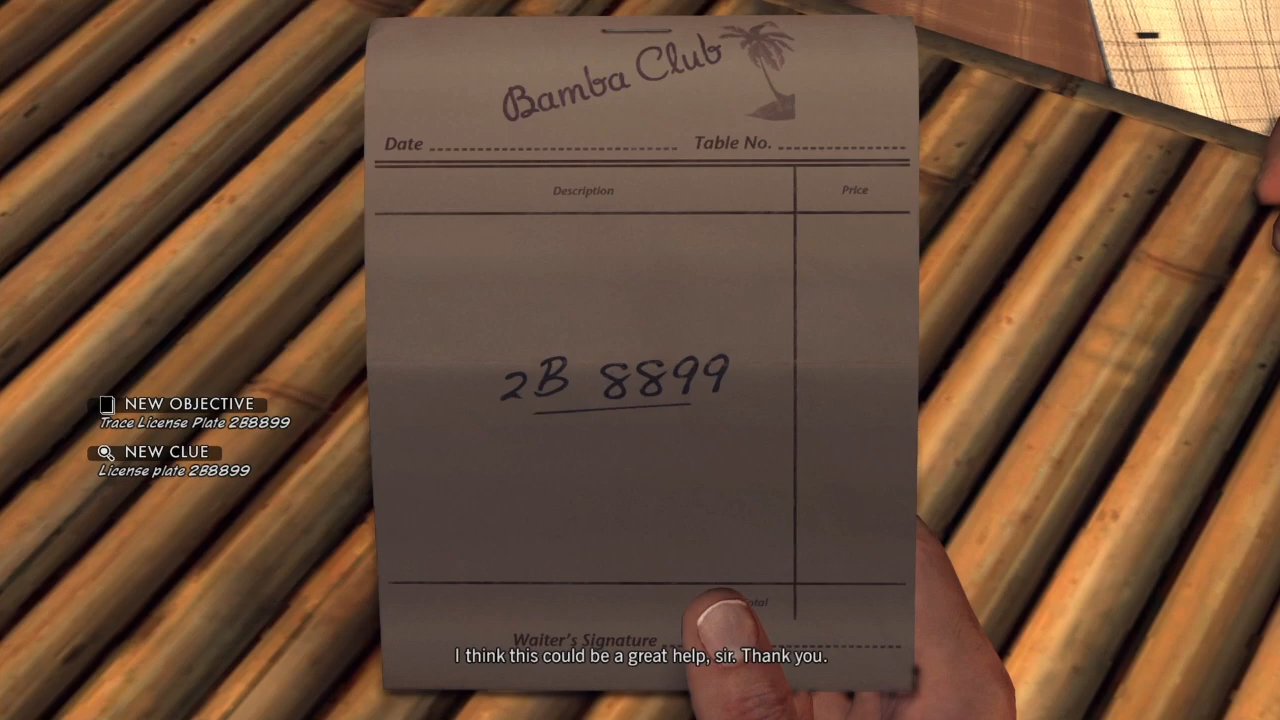 Bamba Club
Date Table No.
Description Price
2B 8899
NEW OBJECTIVE
Trace License Plate 2B8899
NEW CLUE
License plate 2B8899
Waiter's Signature
I think this could be a great help, sir. Thank you.